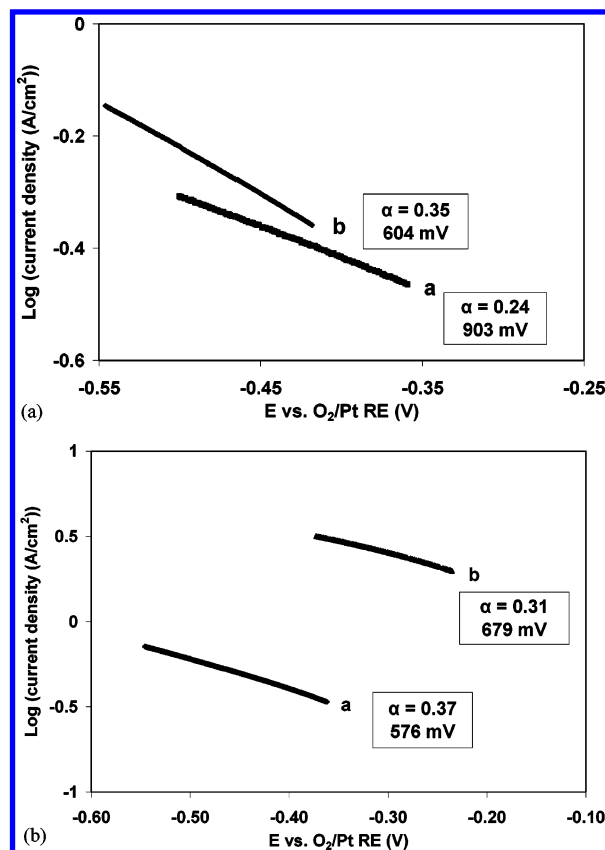 0
-0.2
-0.4
-0.6
Log (current density (A/cm²))
b
α = 0.35
604 mV
a
α = 0.24
903 mV
-0.55 -0.45 -0.35 -0.25
(a) E vs. O₂/Pt RE (V)
1
0.5
0
-0.5
-1
Log (current density (A/cm²))
b
α = 0.31
679 mV
a
α = 0.37
576 mV
-0.60 -0.50 -0.40 -0.30 -0.20 -0.10
(b) E vs. O₂/Pt RE (V)